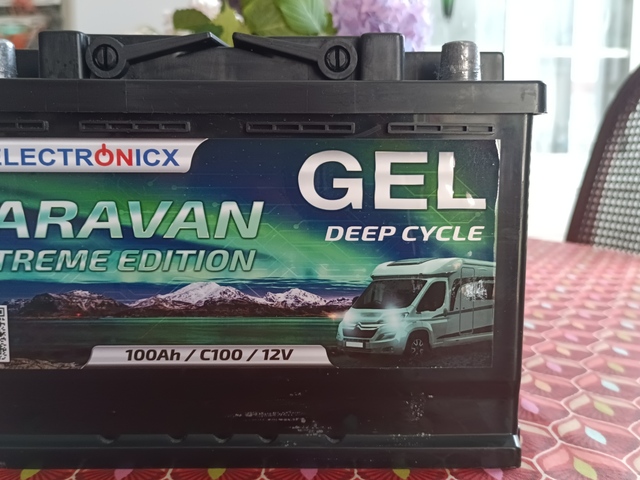 ELECTRONICX
GEL
ARAVAN
DEEP CYCLE
TREME EDITION
100Ah / C100 / 12V